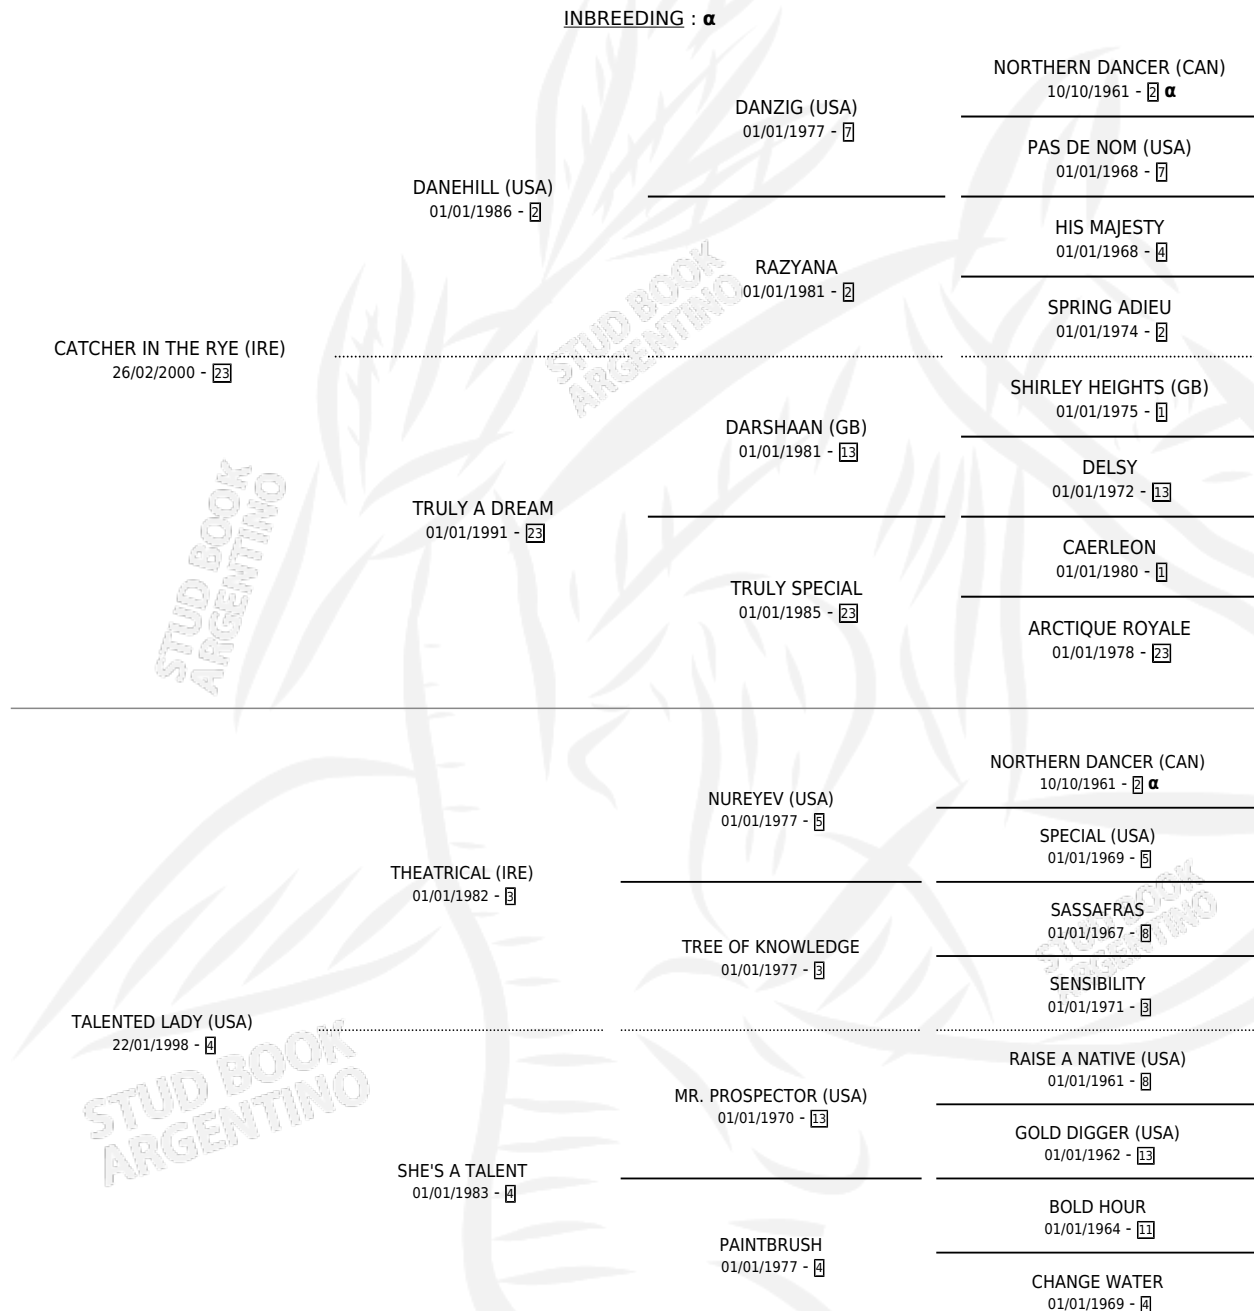 INBREEDING : α
NORTHERN DANCER (CAN)
10/10/1961 - 2 α
DANZIG (USA)
01/01/1977 - 7
PAS DE NOM (USA)
01/01/1968 - 7
DANEHILL (USA)
01/01/1986 - 2
HIS MAJESTY
01/01/1968 - 4
RAZYANA
01/01/1981 - 2
SPRING ADIEU
01/01/1974 - 2
CATCHER IN THE RYE (IRE)
26/02/2000 - 23
SHIRLEY HEIGHTS (GB)
01/01/1975 - 1
DARSHAAN (GB)
01/01/1981 - 13
DELSY
01/01/1972 - 13
TRULY A DREAM
01/01/1991 - 23
CAERLEON
01/01/1980 - 1
TRULY SPECIAL
01/01/1985 - 23
ARCTIQUE ROYALE
01/01/1978 - 23
NORTHERN DANCER (CAN)
10/10/1961 - 2 α
NUREYEV (USA)
01/01/1977 - 5
SPECIAL (USA)
01/01/1969 - 5
THEATRICAL (IRE)
01/01/1982 - 3
SASSAFRAS
01/01/1967 - 8
TREE OF KNOWLEDGE
01/01/1977 - 3
SENSIBILITY
01/01/1971 - 3
TALENTED LADY (USA)
22/01/1998 - 4
RAISE A NATIVE (USA)
01/01/1961 - 8
MR. PROSPECTOR (USA)
01/01/1970 - 13
GOLD DIGGER (USA)
01/01/1962 - 13
SHE'S A TALENT
01/01/1983 - 4
BOLD HOUR
01/01/1964 - 11
PAINTBRUSH
01/01/1977 - 4
CHANGE WATER
01/01/1969 - 4
STUD BOOK
ARGENTINO
STUD BOOK
ARGENTINO
STUD BOOK
ARGENTINO
STUD BOOK
ARGENTINO